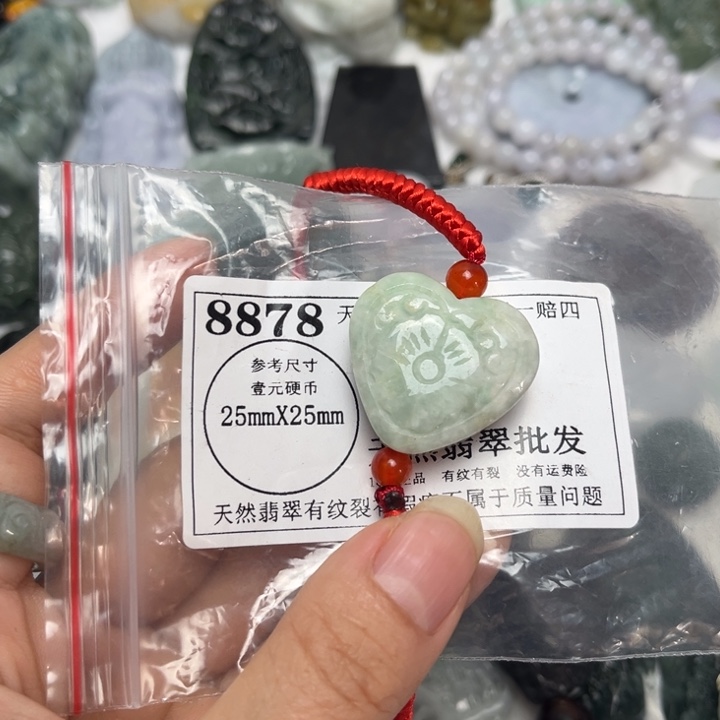 8878 天 一赔四
参考尺寸
壹元硬币
25mmX25mm
翡翠批发
品 有纹有裂 没有运费险
天然翡翠有纹裂 不属于质量问题